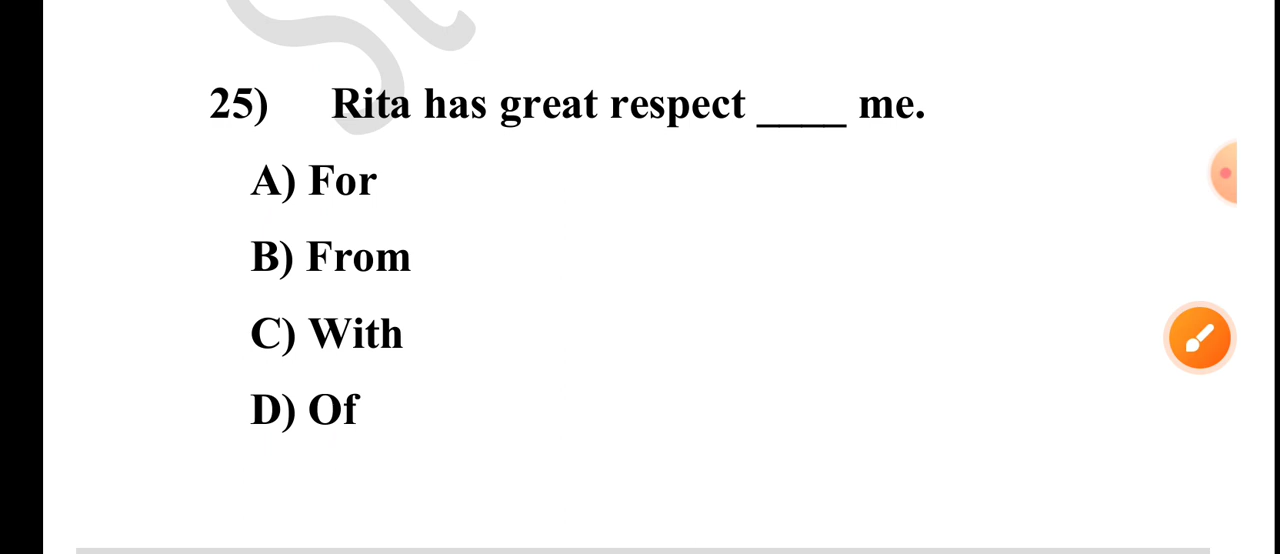 25) Rita has great respect ____ me.
A) For
B) From
C) With
D) Of